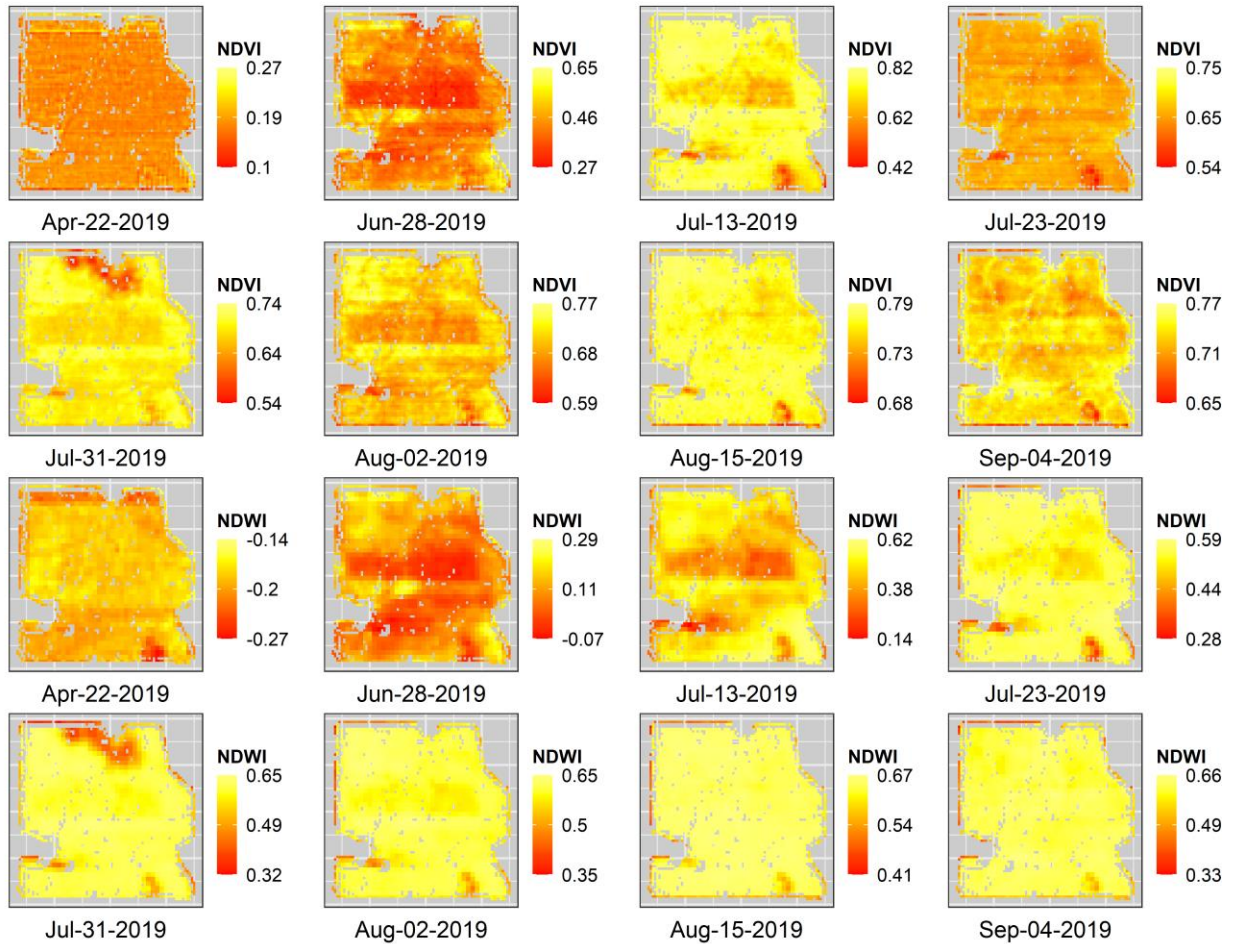 NDVI
0.27
0.19
0.1
Apr-22-2019
NDVI
0.65
0.46
0.27
Jun-28-2019
NDVI
0.82
0.62
0.42
Jul-13-2019
NDVI
0.75
0.65
0.54
Jul-23-2019
NDVI
0.74
0.64
0.54
Jul-31-2019
NDVI
0.77
0.68
0.59
Aug-02-2019
NDVI
0.79
0.73
0.68
Aug-15-2019
NDVI
0.77
0.71
0.65
Sep-04-2019
NDWI
-0.14
-0.2
-0.27
Apr-22-2019
NDWI
0.29
0.11
-0.07
Jun-28-2019
NDWI
0.62
0.38
0.14
Jul-13-2019
NDWI
0.59
0.44
0.28
Jul-23-2019
NDWI
0.65
0.49
0.32
Jul-31-2019
NDWI
0.65
0.5
0.35
Aug-02-2019
NDWI
0.67
0.54
0.41
Aug-15-2019
NDWI
0.66
0.49
0.33
Sep-04-2019